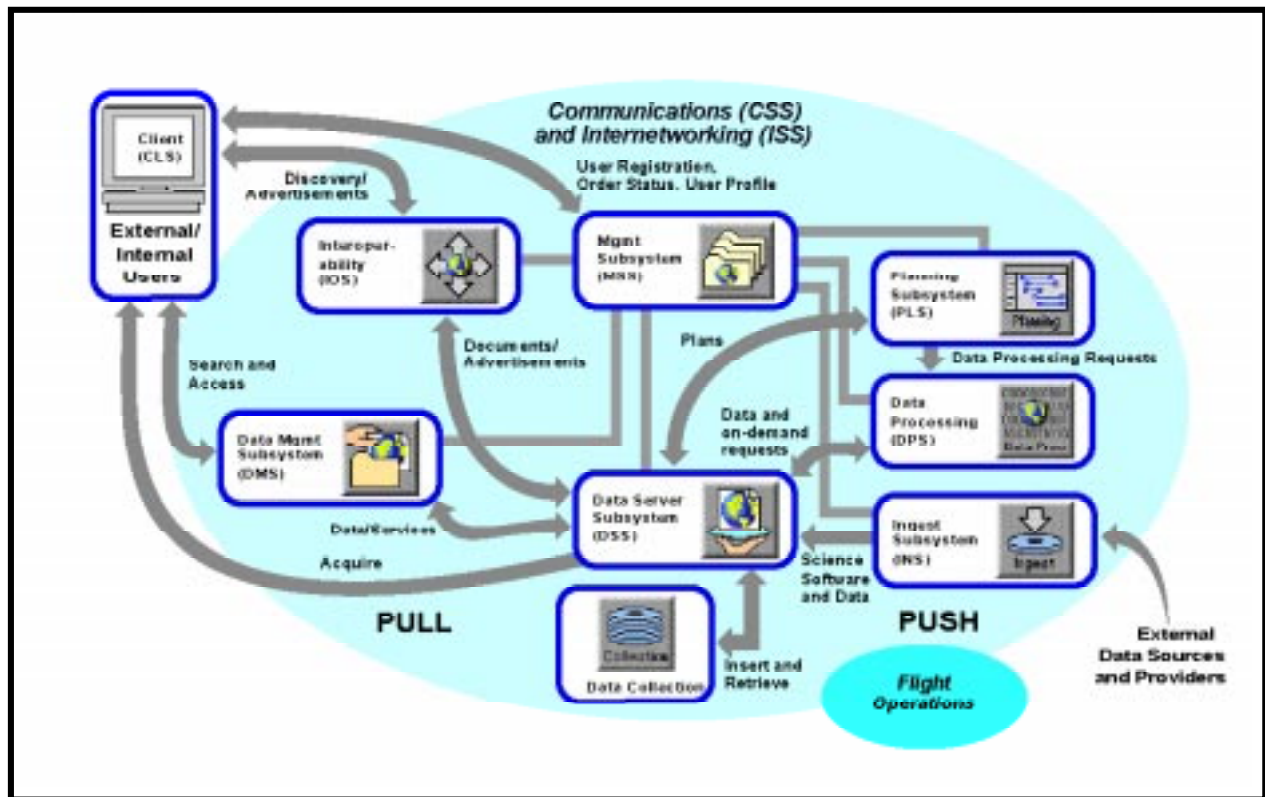 Communications (CSS)
and Internetworking (ISS)
Client
(CLS)
External/
Internal
Users
Discovery/
Advertisements
User Registration,
Order Status, User Profile
Interoper-
ability
(IOS)
Mgmt
Subsystem
(MSS)
Planning
Subsystem
(PLS)
Planning
Search and
Access
Documents/
Advertisements
Plans
Data Processing Requests
Data Mgmt
Subsystem
(DMS)
Data and
on-demand
requests
Data
Processing
(DPS)
Data Proc
Data Server
Subsystem
(DSS)
Data/Services
Ingest
Subsystem
(INS)
Ingest
Acquire
Science
Software
and Data
PULL
PUSH
Collection
Data Collection
Insert and
Retrieve
External
Data Sources
and Providers
Flight
Operations